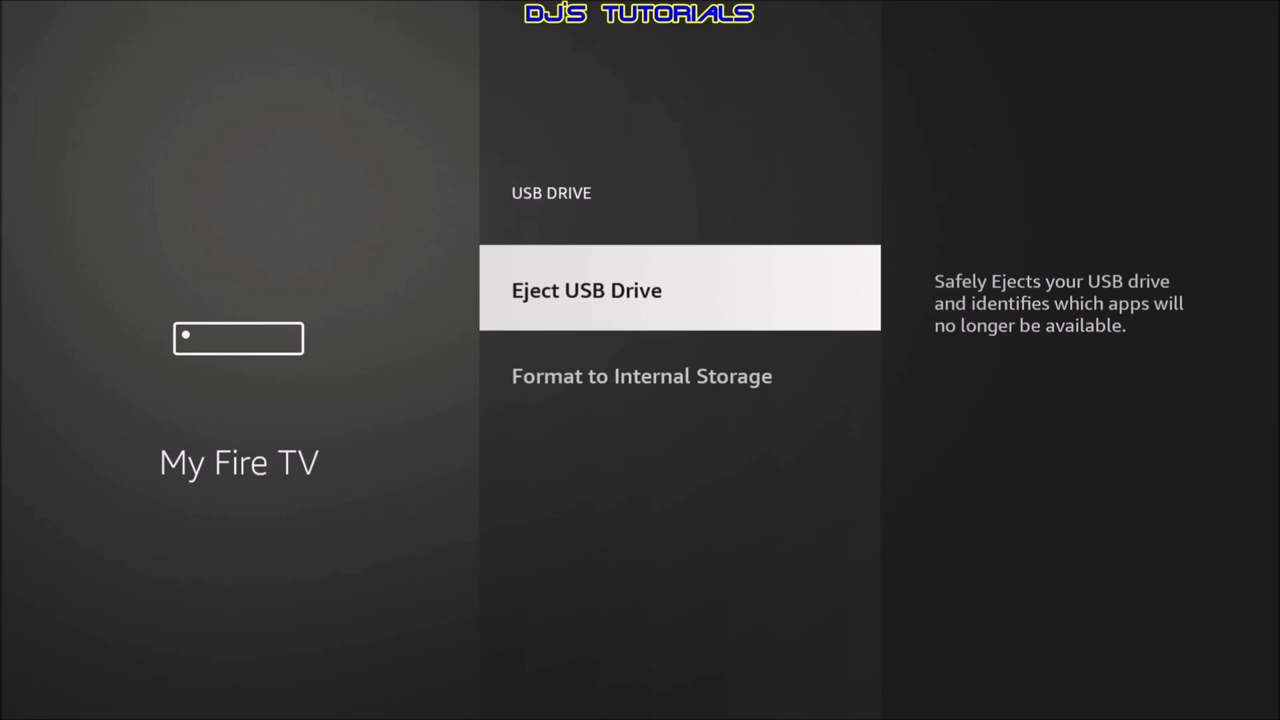 DJ'S TUTORIALS
USB DRIVE
Eject USB Drive
Format to Internal Storage
Safely Ejects your USB drive
and identifies which apps will
no longer be available.
My Fire TV